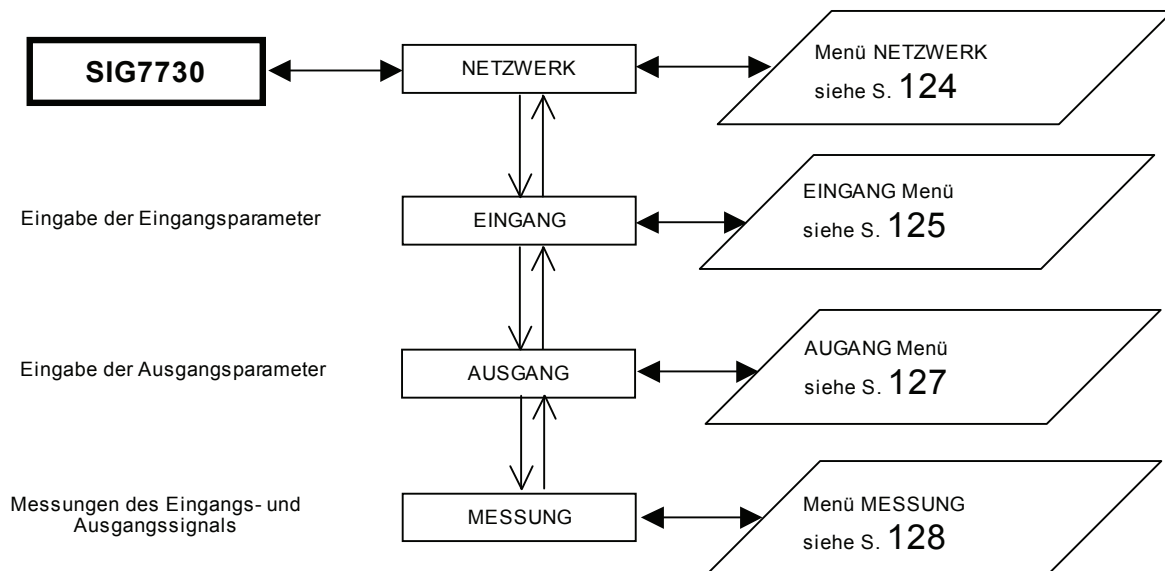 SIG7730
NETZWERK
Menü NETZWERK
siehe S. 124
Eingabe der Eingangsparameter
EINGANG
EINGANG Menü
siehe S. 125
Eingabe der Ausgangsparameter
AUSGANG
AUGANG Menü
siehe S. 127
Messungen des Eingangs- und
Ausgangssignals
MESSUNG
Menü MESSUNG
siehe S. 128